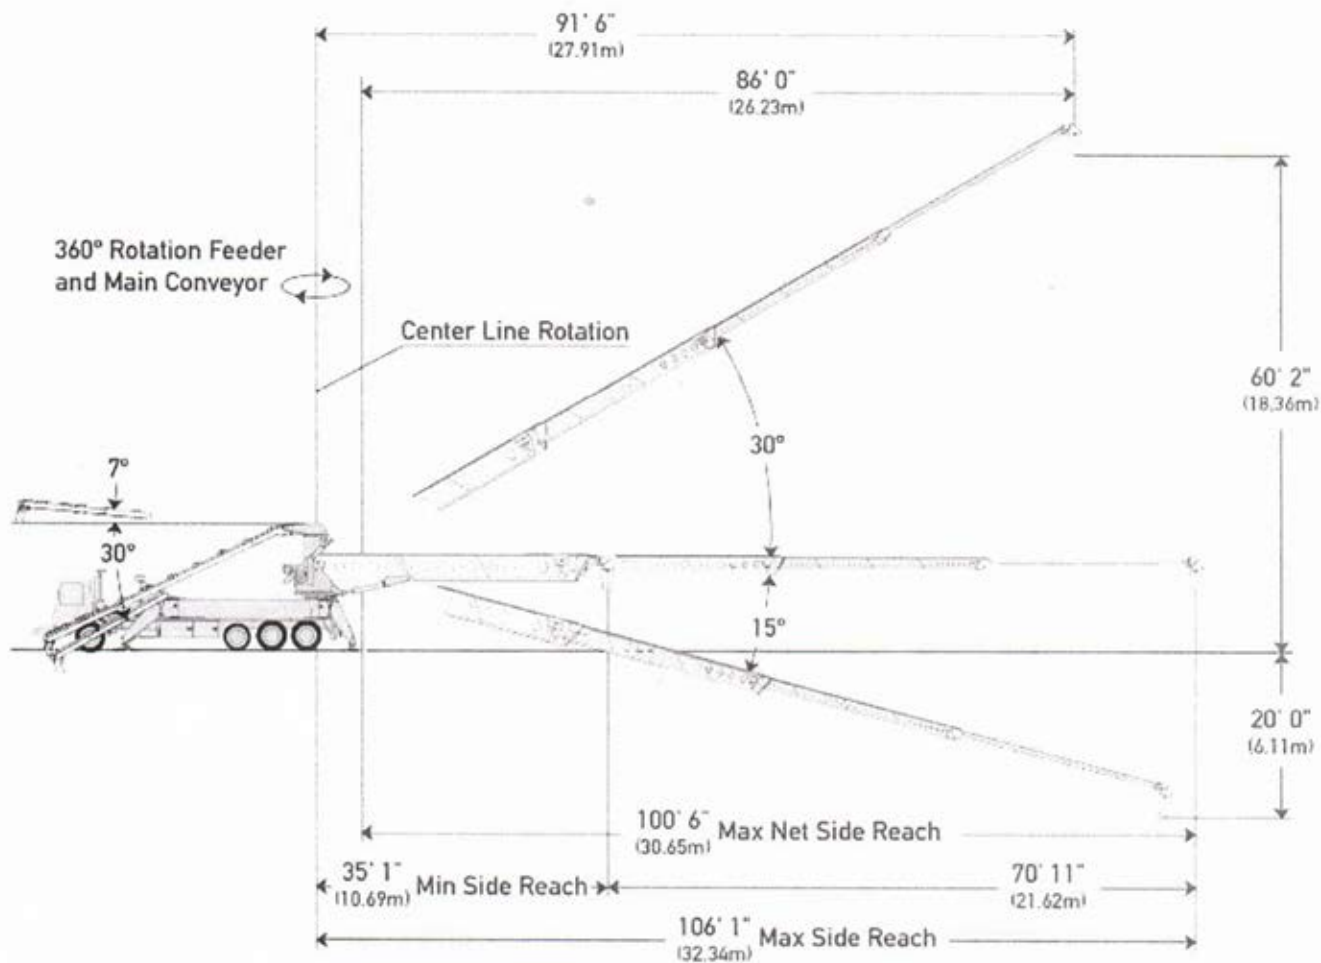 91' 6"
(27.91m)
86' 0"
(26.23m)
360° Rotation Feeder
and Main Conveyor
Center Line Rotation
60' 2"
(18.36m)
30°
7°
30°
15°
20' 0"
(6.11m)
100' 6" Max Net Side Reach
(30.65m)
35' 1" Min Side Reach
(10.69m)
70' 11"
(21.62m)
106' 1" Max Side Reach
(32.34m)